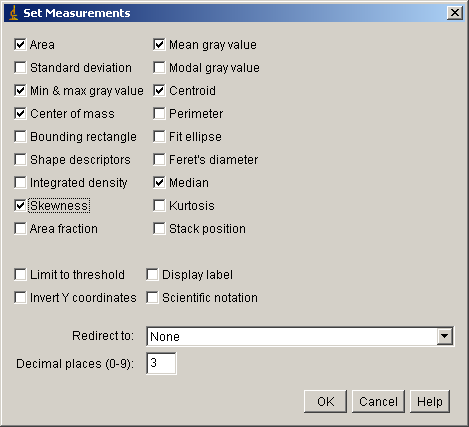 Set Measurements
Area Mean gray value
Standard deviation Modal gray value
Min & max gray value Centroid
Center of mass Perimeter
Bounding rectangle Fit ellipse
Shape descriptors Feret's diameter
Integrated density Median
Skewness Kurtosis
Area fraction Stack position
Limit to threshold Display label
Invert Y coordinates Scientific notation
Redirect to: None
Decimal places (0-9): 3
OK Cancel Help